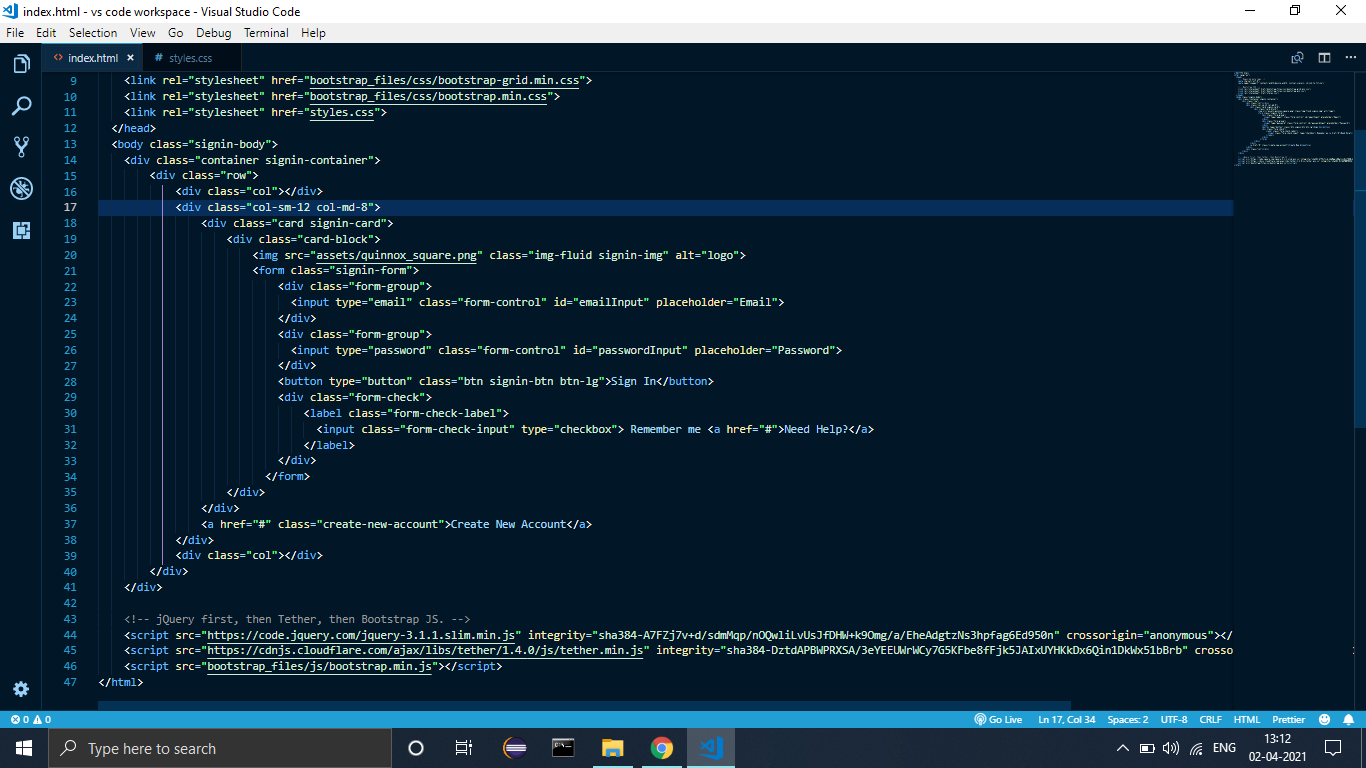 index.html - vs code workspace - Visual Studio Code
File Edit Selection View Go Debug Terminal Help
<> index.html × # styles.css
9 <link rel="stylesheet" href="bootstrap_files/css/bootstrap-grid.min.css">
10 <link rel="stylesheet" href="bootstrap_files/css/bootstrap.min.css">
11 <link rel="stylesheet" href="styles.css">
12 </head>
13 <body class="signin-body">
14 <div class="container signin-container">
15 <div class="row">
16 <div class="col"></div>
17 <div class="col-sm-12 col-md-8">
18 <div class="card signin-card">
19 <div class="card-block">
20 <img src="assets/quinnox_square.png" class="img-fluid signin-img" alt="logo">
21 <form class="signin-form">
22 <div class="form-group">
23 <input type="email" class="form-control" id="emailInput" placeholder="Email">
24 </div>
25 <div class="form-group">
26 <input type="password" class="form-control" id="passwordInput" placeholder="Password">
27 </div>
28 <button type="button" class="btn signin-btn btn-lg">Sign In</button>
29 <div class="form-check">
30 <label class="form-check-label">
31 <input class="form-check-input" type="checkbox"> Remember me <a href="#">Need Help?</a>
32 </label>
33 </div>
34 </form>
35 </div>
36 </div>
37 <a href="#" class="create-new-account">Create New Account</a>
38 </div>
39 <div class="col"></div>
40 </div>
41 </div>
42
43 <!-- jQuery first, then Tether, then Bootstrap JS. -->
44 <script src="https://code.jquery.com/jquery-3.1.1.slim.min.js" integrity="sha384-A7FZj7v+d/sdmMqp/nOQwliLvUsJfDHW+k9Omg/a/EheAdgtzNs3hpfag6Ed950n" crossorigin="anonymous"></
45 <script src="https://cdnjs.cloudflare.com/ajax/libs/tether/1.4.0/js/tether.min.js" integrity="sha384-DztdAPBWPRXSA/3eYEEUWrWCy7G5KFbe8fFjk5JAIxUYHKkDx6Qin1DkWx51bBrb" crosso
46 <script src="bootstrap_files/js/bootstrap.min.js"></script>
47 </html>
0 0 Go Live Ln 17, Col 34 Spaces: 2 UTF-8 CRLF HTML Prettier
Type here to search ENG 13:12
02-04-2021